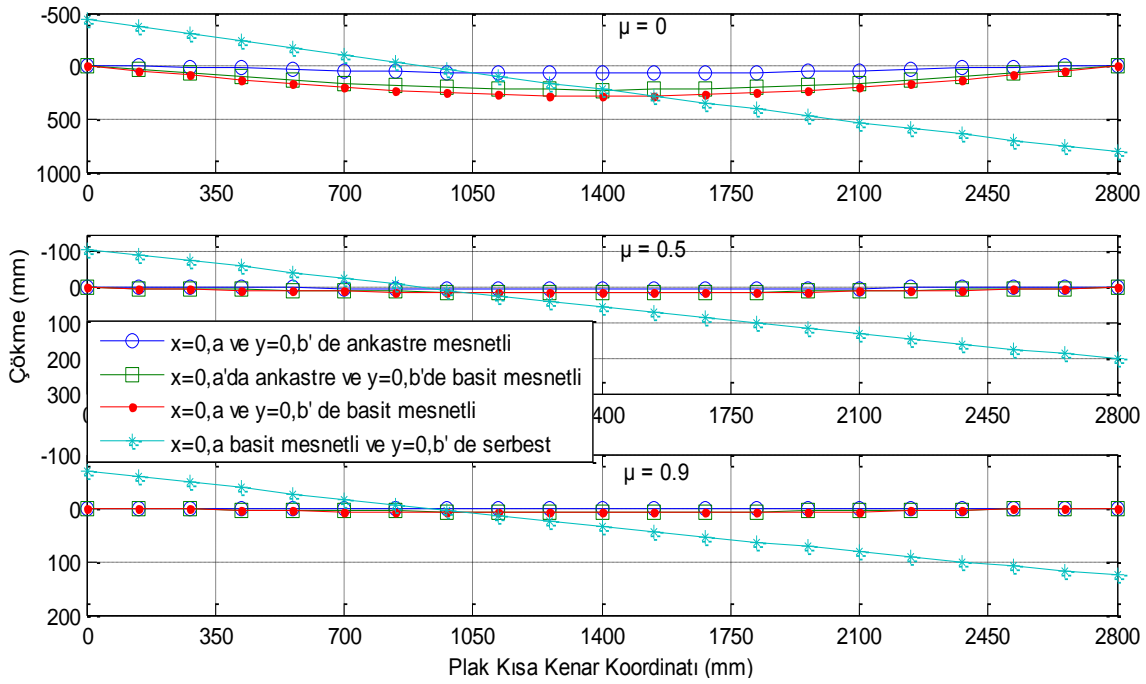 -500
μ = 0
0
500
1000
0 350 700 1050 1400 1750 2100 2450 2800
-100
μ = 0.5
0
100
200
300
1400 1750 2100 2450 2800
Çökme (mm)
x=0,a ve y=0,b' de ankastre mesnetli
x=0,a'da ankastre ve y=0,b'de basit mesnetli
x=0,a ve y=0,b' de basit mesnetli
x=0,a basit mesnetli ve y=0,b' de serbest
-100
μ = 0.9
0
100
200
0 350 700 1050 1400 1750 2100 2450 2800
Plak Kısa Kenar Koordinatı (mm)